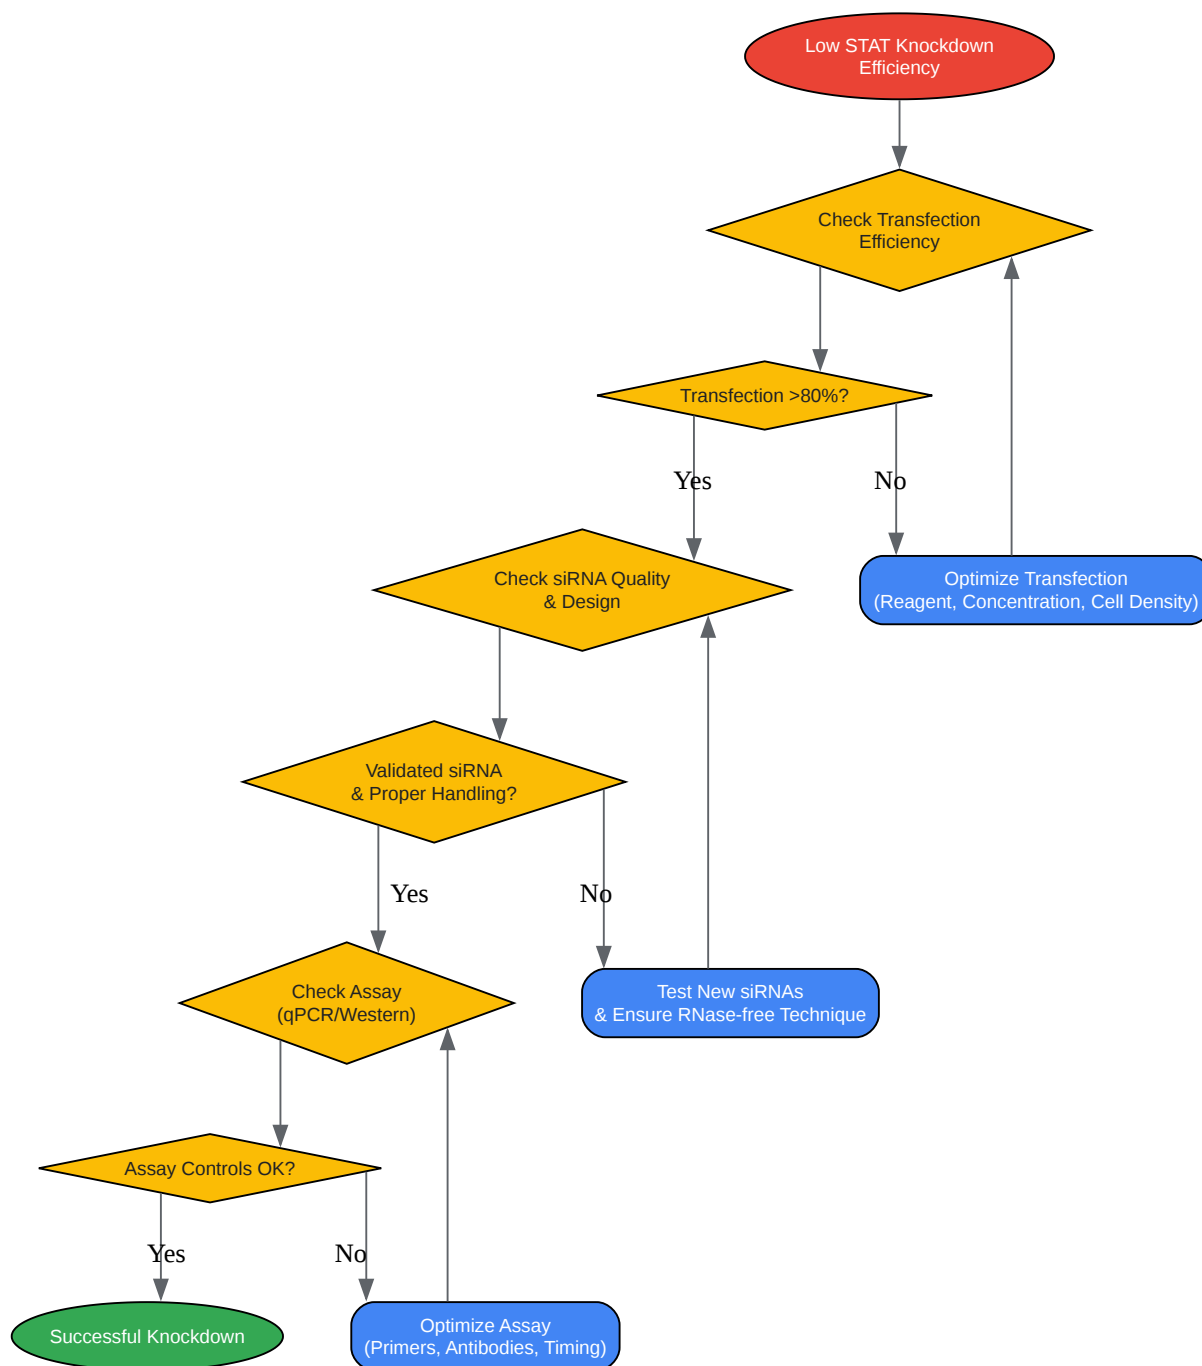 Low STAT Knockdown
Efficiency
Check Transfection
Efficiency
Transfection >80%?
Yes
No
Check siRNA Quality
& Design
Optimize Transfection
(Reagent, Concentration, Cell Density)
Validated siRNA
& Proper Handling?
Yes
No
Check Assay
(qPCR/Western)
Test New siRNAs
& Ensure RNase-free Technique
Assay Controls OK?
Yes
No
Successful Knockdown
Optimize Assay
(Primers, Antibodies, Timing)